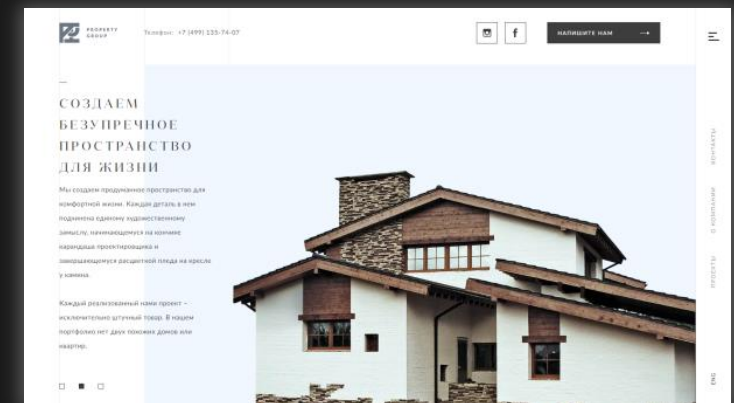 PROPERTY
GROUP
Телефон: +7 (499) 135-74-07
f
НАПИШИТЕ НАМ
СОЗДАЕМ
БЕЗУПРЕЧНОЕ
ПРОСТРАНСТВО
ДЛЯ ЖИЗНИ
Мы создаем продуманное пространство для
комфортной жизни. Каждая деталь в нем
подчинена единому художественному
замыслу, начинающемуся на кончике
карандаша проектировщика и
завершающемуся расцветкой пледа на кресле
у камина.
Каждый реализованный нами проект –
исключительно штучный товар. В нашем
портфолио нет двух похожих домов или
квартир.
КОНТАКТЫ
О КОМПАНИИ
ПРОЕКТЫ
ENG